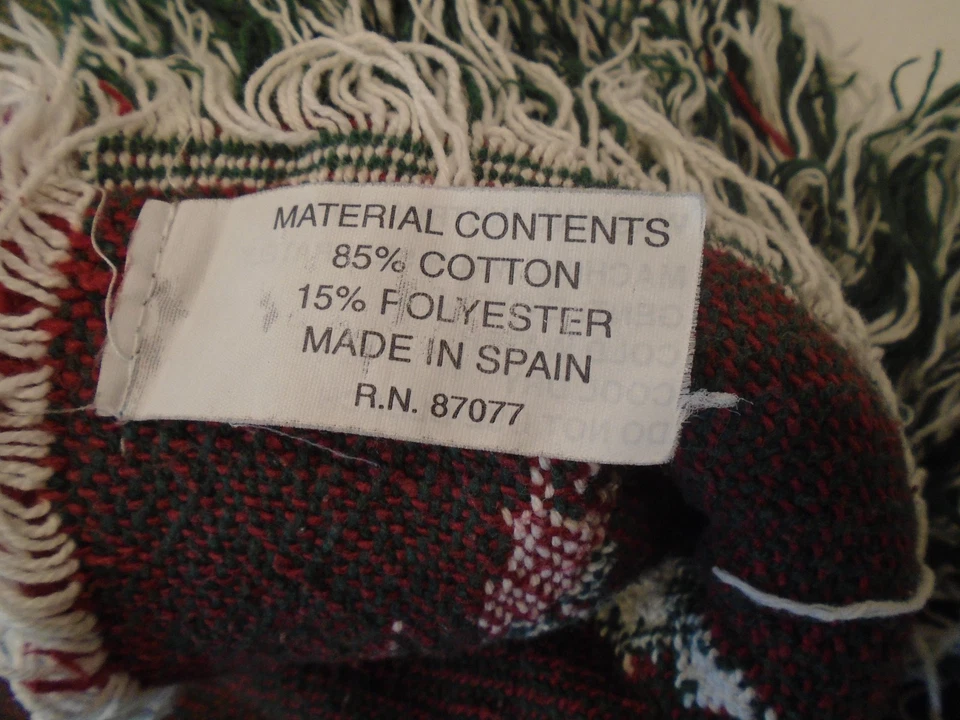 MATERIAL CONTENTS
85% COTTON
15% POLYESTER
MADE IN SPAIN
R.N. 87077